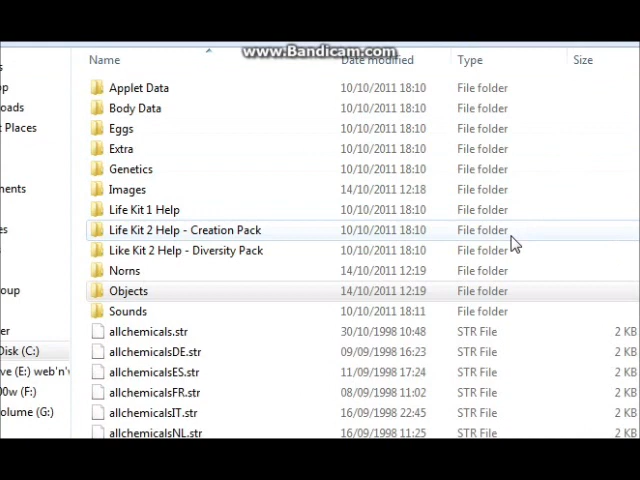 www.Bandicam.com
Name Date modified Type Size
Applet Data 10/10/2011 18:10 File folder
Body Data 10/10/2011 18:10 File folder
Eggs 10/10/2011 18:10 File folder
Extra 10/10/2011 18:10 File folder
Genetics 10/10/2011 18:10 File folder
Images 14/10/2011 12:18 File folder
Life Kit 1 Help 10/10/2011 18:10 File folder
Life Kit 2 Help - Creation Pack 10/10/2011 18:10 File folder
Like Kit 2 Help - Diversity Pack 10/10/2011 18:10 File folder
Norns 14/10/2011 12:19 File folder
Objects 14/10/2011 12:19 File folder
Sounds 10/10/2011 18:11 File folder
allchemicals.str 30/10/1998 10:48 STR File 2 KB
allchemicalsDE.str 09/09/1998 16:23 STR File 2 KB
allchemicalsES.str 11/09/1998 17:24 STR File 2 KB
allchemicalsFR.str 08/09/1998 11:02 STR File 2 KB
allchemicalsIT.str 16/09/1998 22:45 STR File 2 KB
allchemicalsNL.str 16/09/1998 11:25 STR File 2 KB
s
op
oads
t Places
ents
es
oup
er
Disk (C:)
ve (E:) web'n'v
00w (F:)
olume (G:)